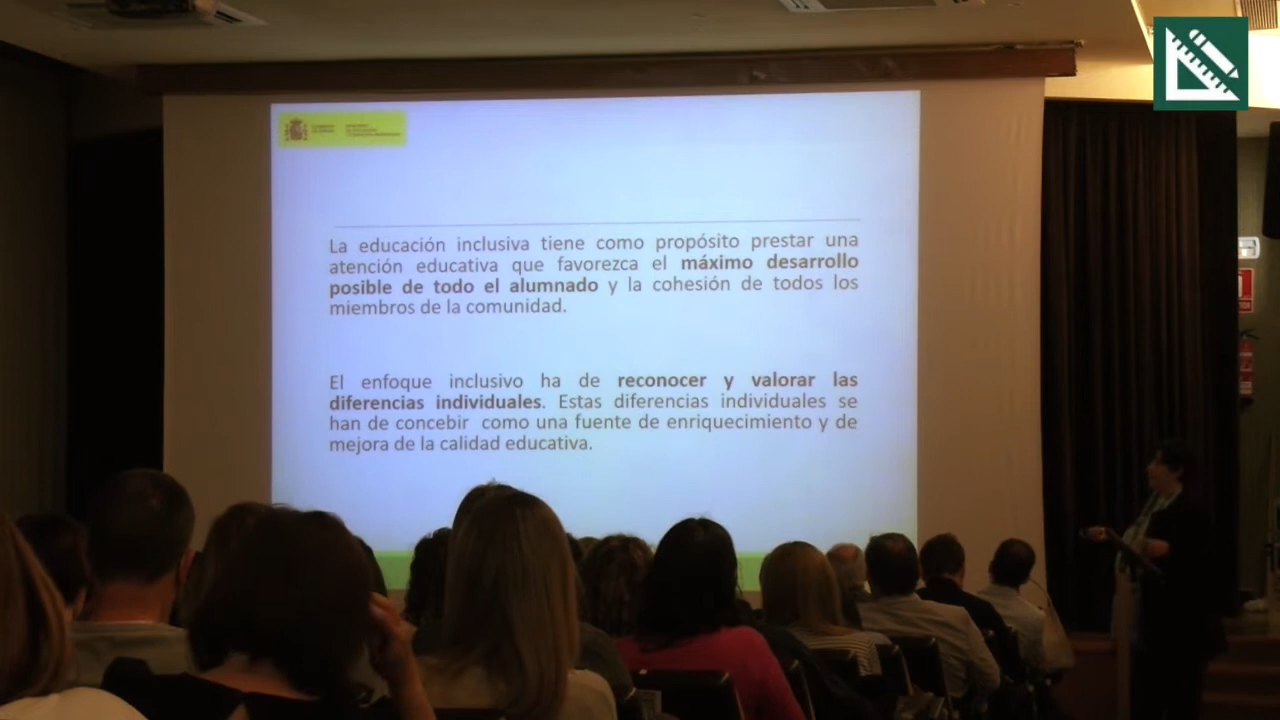 La educación inclusiva tiene como propósito prestar una
atención educativa que favorezca el máximo desarrollo
posible de todo el alumnado y la cohesión de todos los
miembros de la comunidad.
El enfoque inclusivo ha de reconocer y valorar las
diferencias individuales. Estas diferencias individuales se
han de concebir como una fuente de enriquecimiento y de
mejora de la calidad educativa.